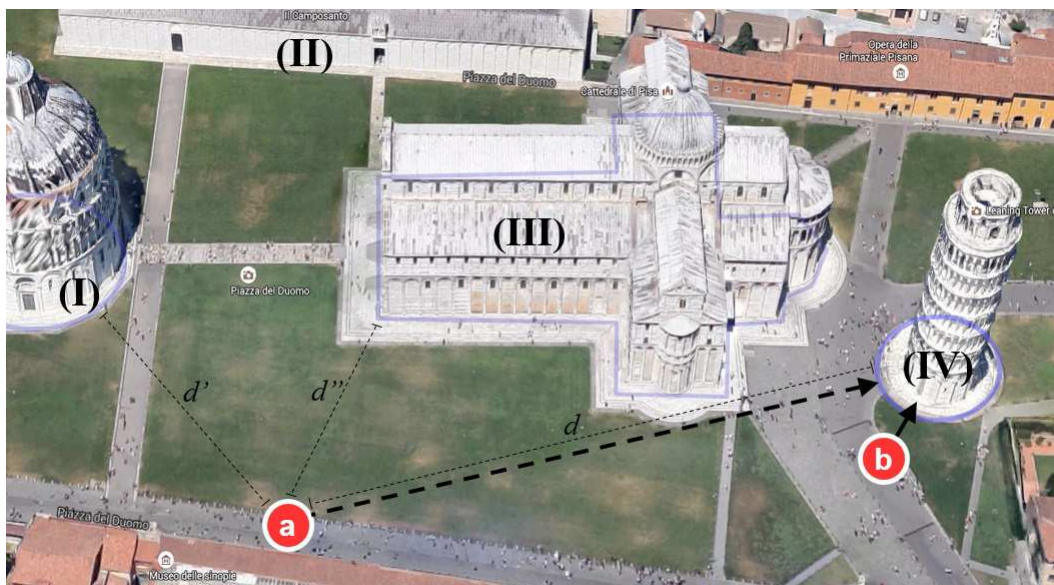 Il Camposanto
(II)
Piazza del Duomo
Opera della
Primaziale Pisana
Cattedrale di Pisa
Leaning Tower
(III)
(I)
Piazza del Duomo
d'
d''
d
(IV)
b
a
Piazza del Duomo
Museo delle sinopie